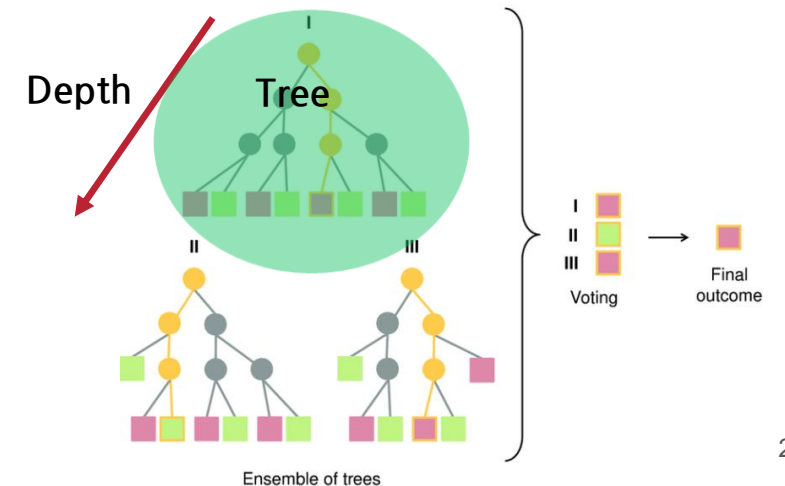 I
Depth
Tree
II
III
I
II
III
Voting
Final
outcome
Ensemble of trees
2